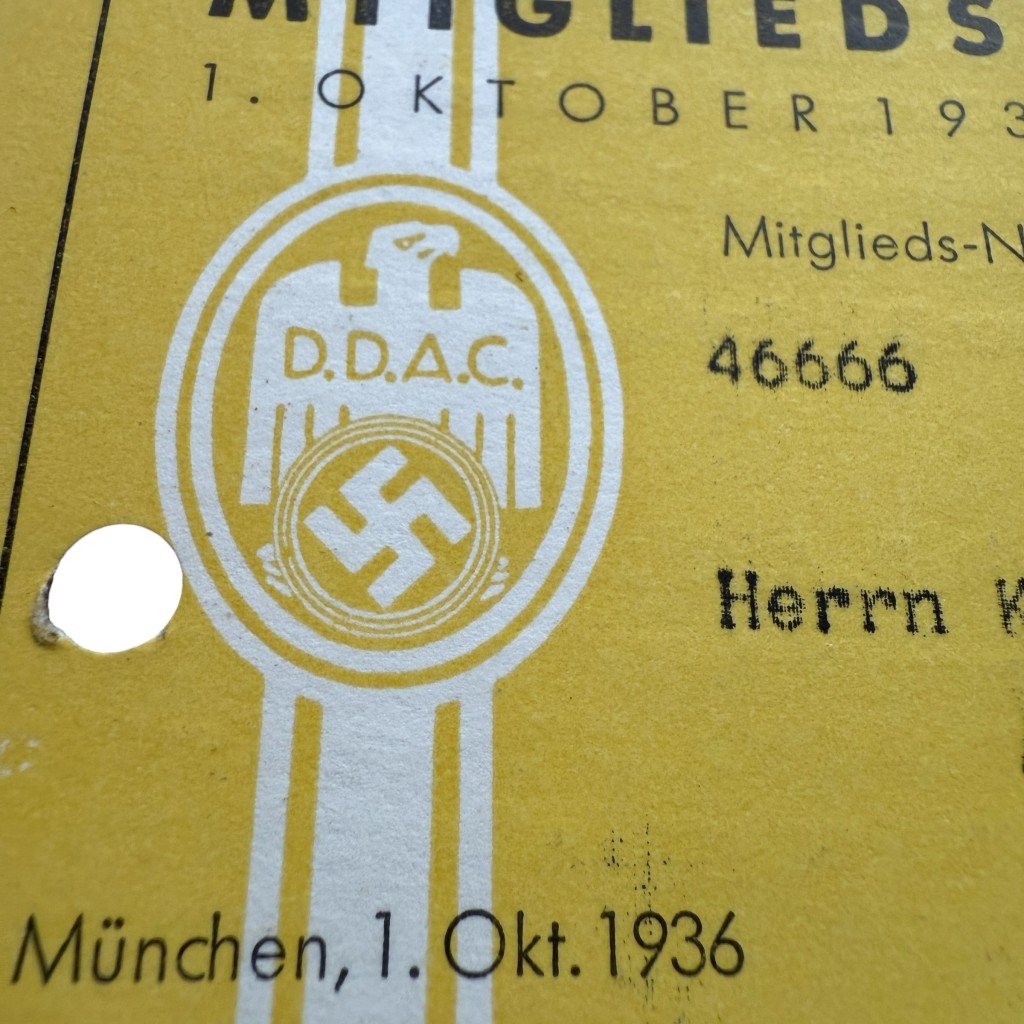 MITGLIEDS
1. OKTOBER 193
Mitglieds-N
D.D.A.C.
46666
Herrn K
München, 1. Okt. 1936